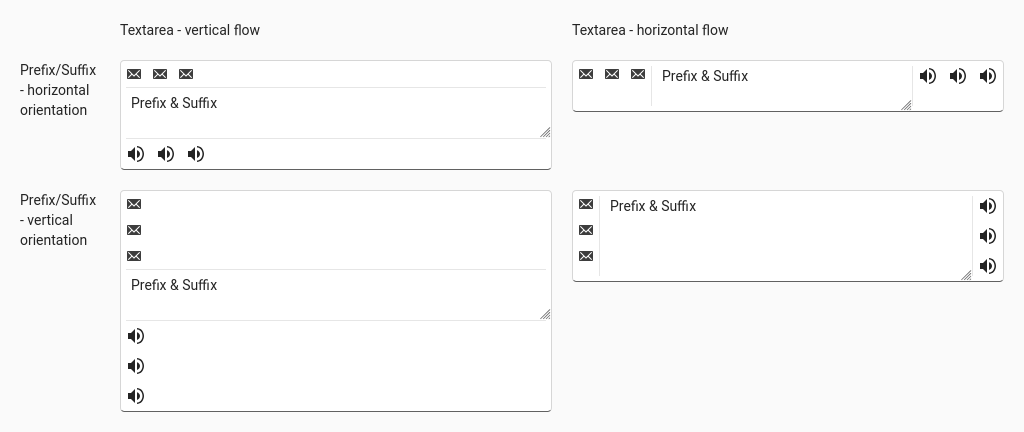 Textarea - vertical flow
Textarea - horizontal flow
Prefix/Suffix
- horizontal
orientation
Prefix & Suffix
Prefix & Suffix
Prefix/Suffix
- vertical
orientation
Prefix & Suffix
Prefix & Suffix